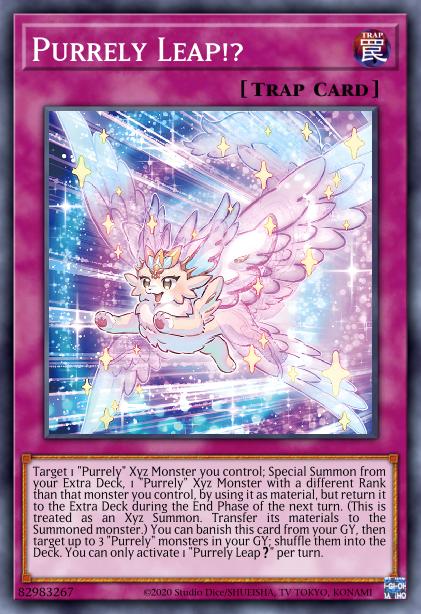 PURRELY LEAP!?
TRAP
罠
[TRAP CARD]
Target 1 "Purrely" Xyz Monster you control; Special Summon from
your Extra Deck, 1 "Purrely" Xyz Monster with a different Rank
than that monster you control, by using it as material, but return it
to the Extra Deck during the End Phase of the next turn. (This is
treated as an Xyz Summon. Transfer its materials to the
Summoned monster.) You can banish this card from your GY, then
target up to 3 "Purrely" monsters in your GY; shuffle them into the
Deck. You can only activate 1 "Purrely Leap❓" per turn.
82983267
©2020 Studio Dice/SHUEISHA, TV TOKYO, KONAMI